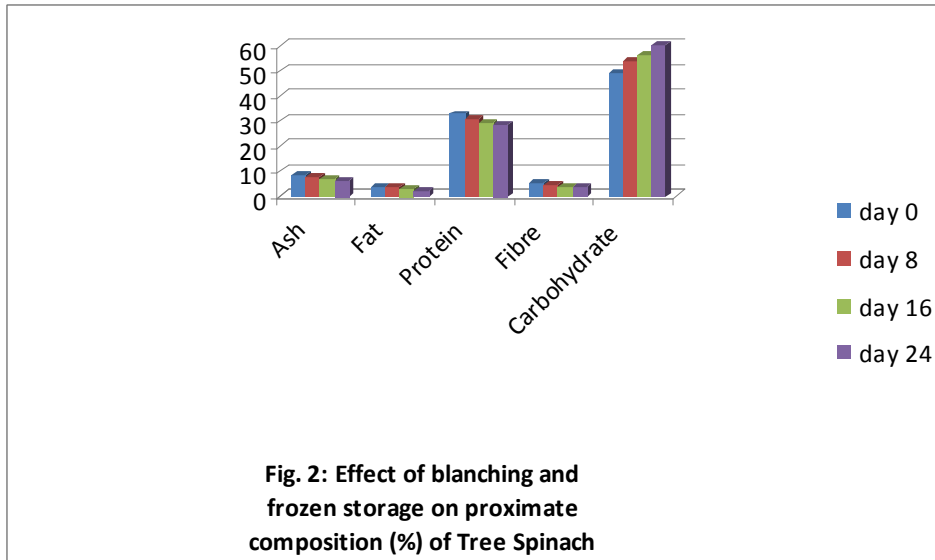 60
50
40
30
20
10
0
Ash
Fat
Protein
Fibre
Carbohydrate
day 0
day 8
day 16
day 24
Fig. 2: Effect of blanching and
frozen storage on proximate
composition (%) of Tree Spinach